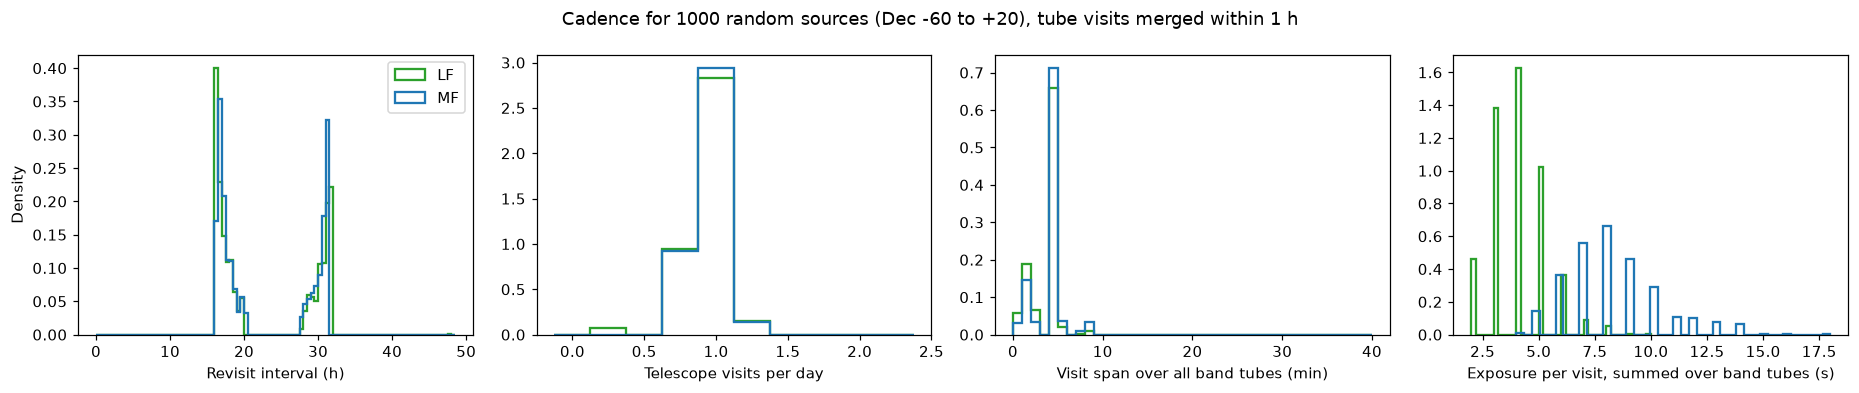 Cadence for 1000 random sources (Dec -60 to +20), tube visits merged within 1 h
LF
MF
Density
0.40
0.35
0.30
0.25
0.20
0.15
0.10
0.05
0.00
0 10 20 30 40 50
Revisit interval (h)
3.0
2.5
2.0
1.5
1.0
0.5
0.0
0.0 0.5 1.0 1.5 2.0 2.5
Telescope visits per day
0.7
0.6
0.5
0.4
0.3
0.2
0.1
0.0
0 10 20 30 40
Visit span over all band tubes (min)
1.6
1.4
1.2
1.0
0.8
0.6
0.4
0.2
0.0
2.5 5.0 7.5 10.0 12.5 15.0 17.5
Exposure per visit, summed over band tubes (s)